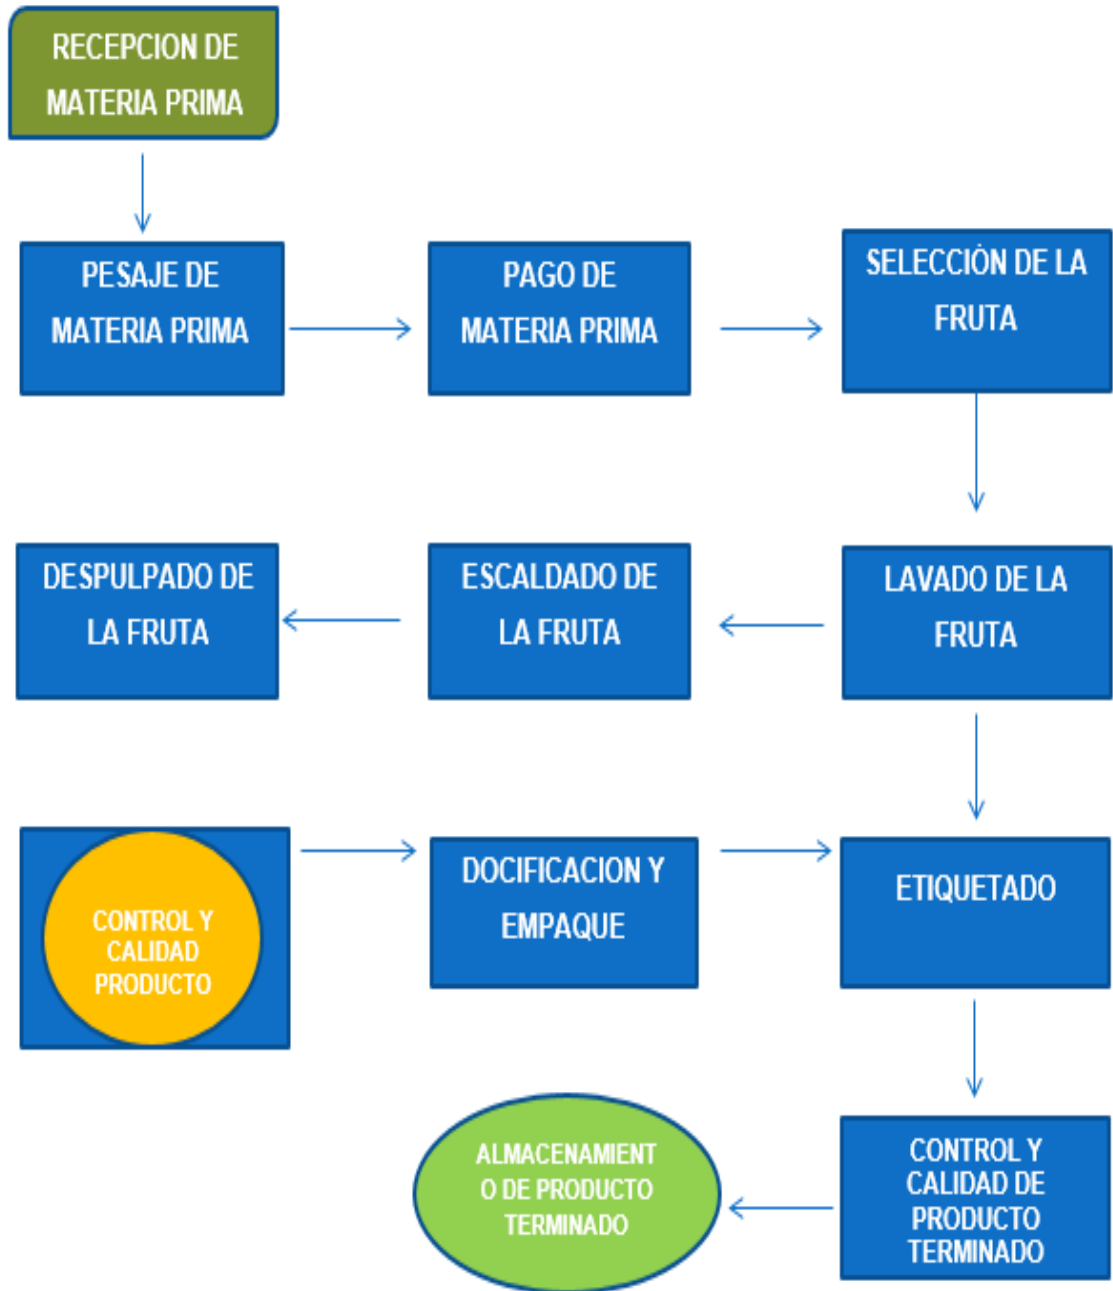 RECEPCION DE
MATERIA PRIMA
PESAJE DE
MATERIA PRIMA
PAGO DE
MATERIA PRIMA
SELECCIÓN DE LA
FRUTA
DESPULPADO DE
LA FRUTA
ESCALDADO DE
LA FRUTA
LAVADO DE LA
FRUTA
CONTROL Y
CALIDAD
PRODUCTO
DOCIFICACION Y
EMPAQUE
ETIQUETADO
ALMACENAMIENT
O DE PRODUCTO
TERMINADO
CONTROL Y
CALIDAD DE
PRODUCTO
TERMINADO